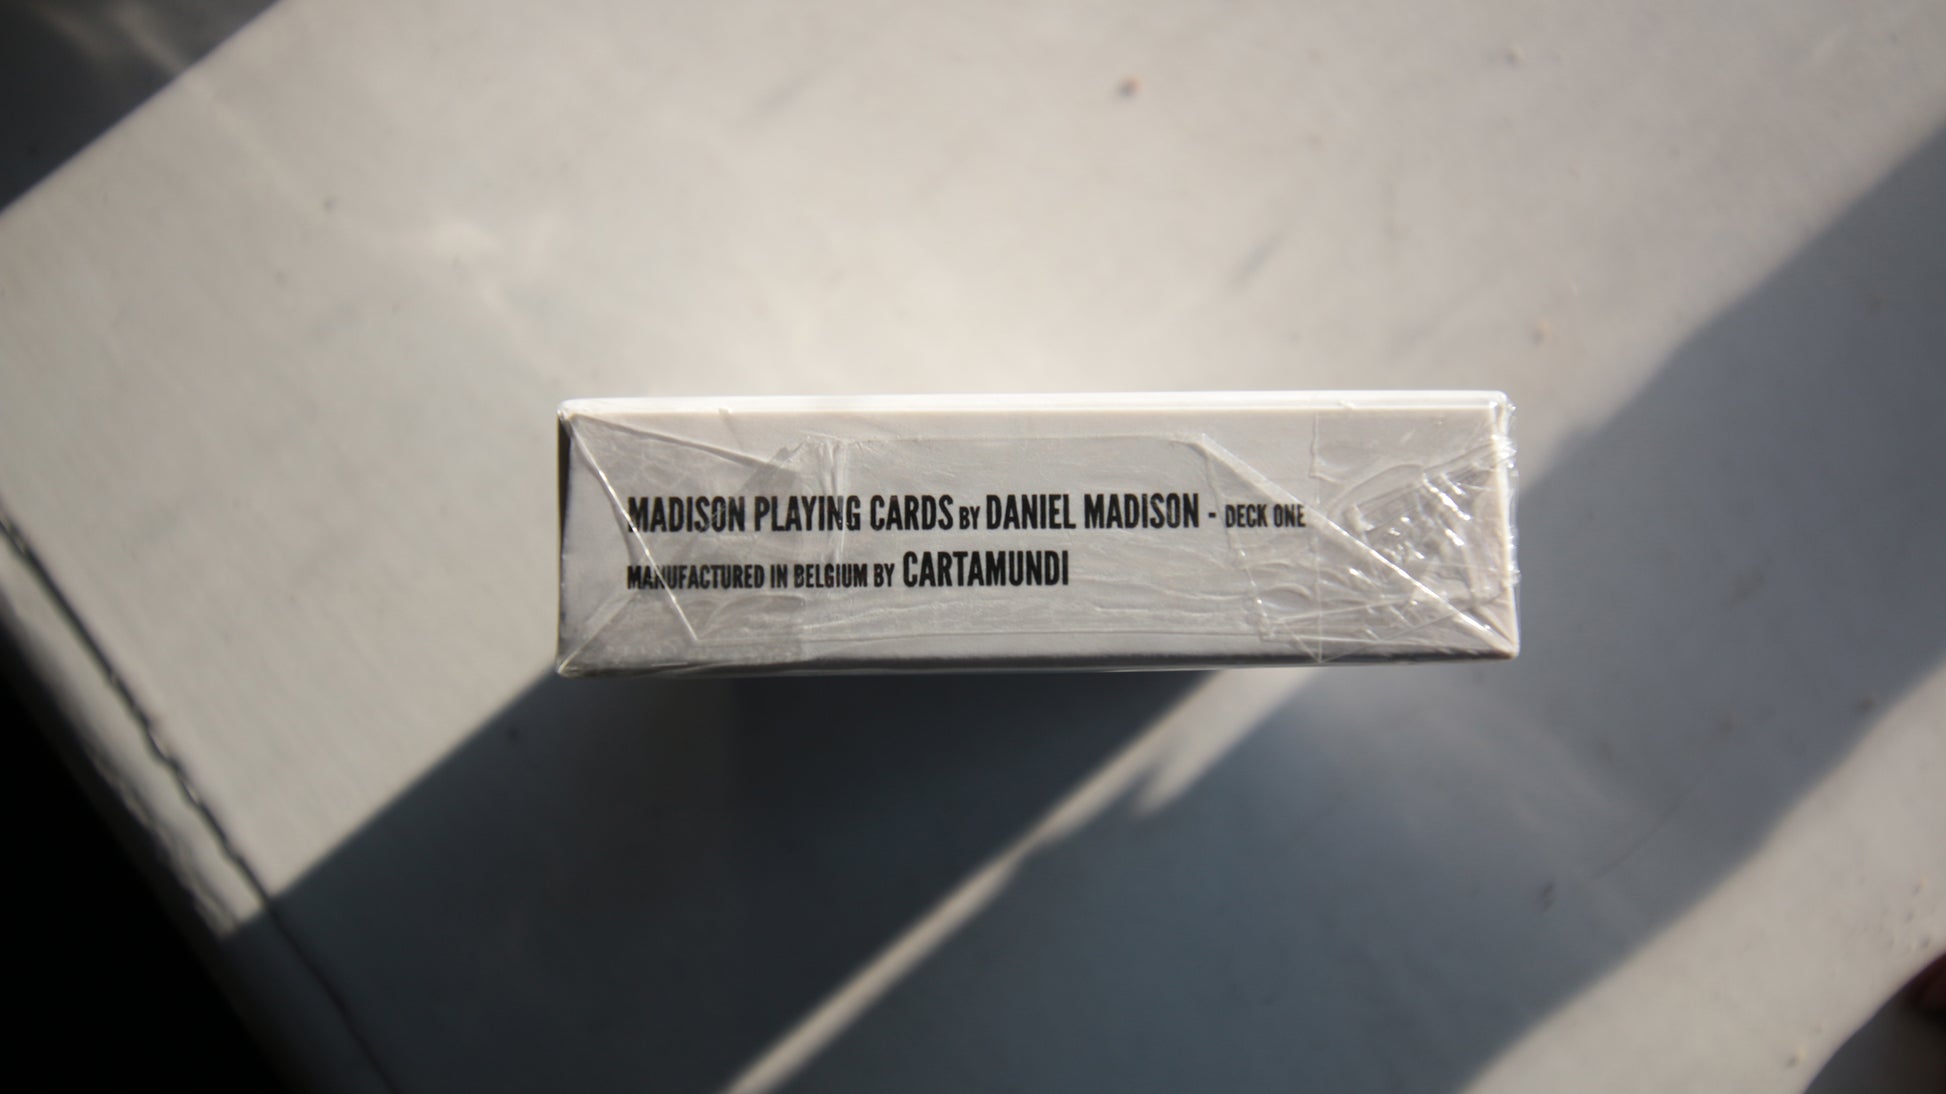 MADISON PLAYING CARDS BY DANIEL MADISON - DECK ONE
MANUFACTURED IN BELGIUM BY CARTAMUNDI